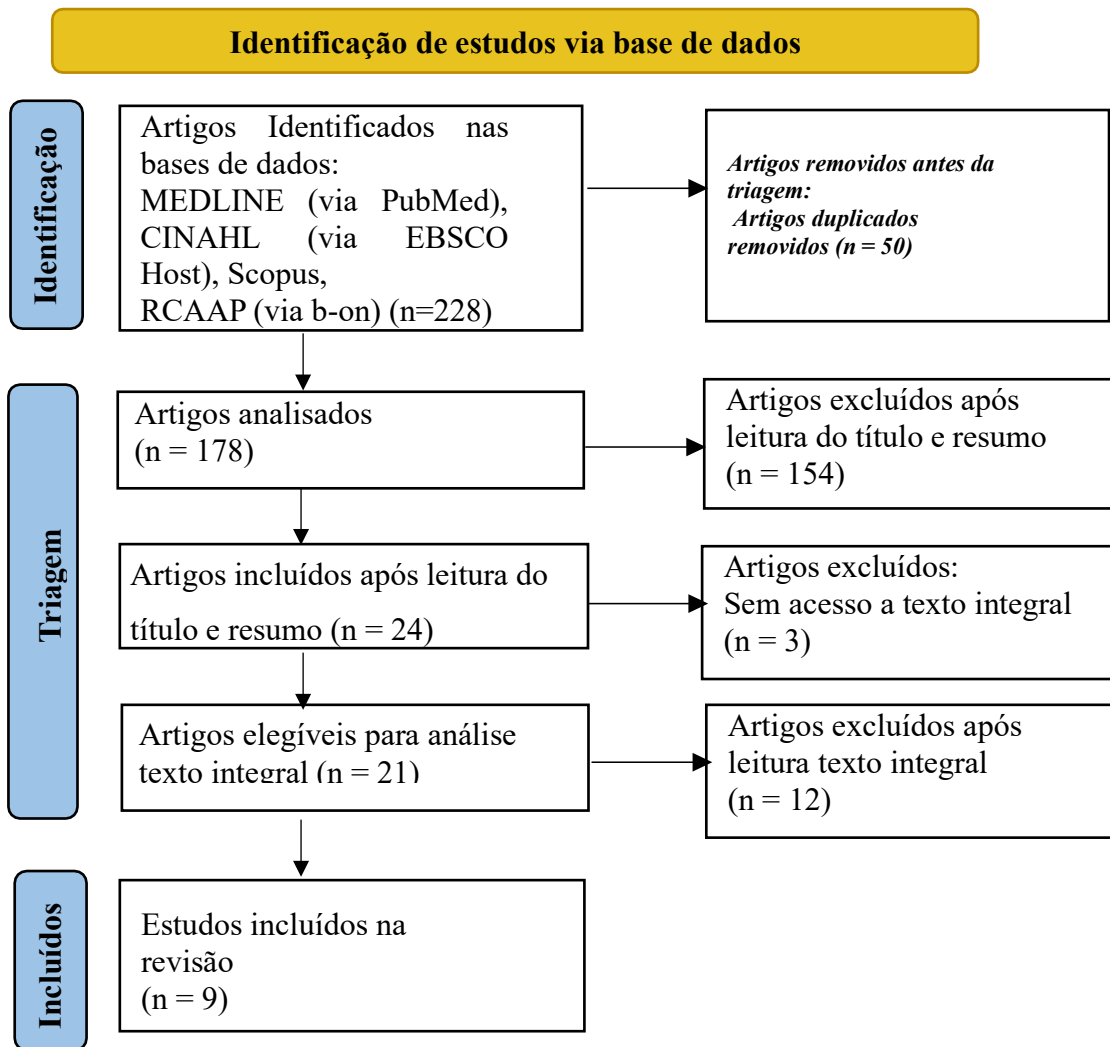 Identificação de estudos via base de dados
Identificação
Artigos Identificados nas
bases de dados:
MEDLINE (via PubMed),
CINAHL (via EBSCO
Host), Scopus,
RCAAP (via b-on) (n=228)
Artigos removidos antes da
triagem:
Artigos duplicados
removidos (n = 50)
Triagem
Artigos analisados
(n = 178)
Artigos excluídos após
leitura do título e resumo
(n = 154)
Artigos incluídos após leitura do
título e resumo (n = 24)
Artigos excluídos:
Sem acesso a texto integral
(n = 3)
Artigos elegíveis para análise
texto integral (n = 21)
Artigos excluídos após
leitura texto integral
(n = 12)
Incluídos
Estudos incluídos na
revisão
(n = 9)